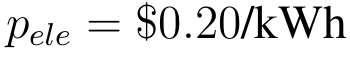 p_{ele} = $0.20/kWh